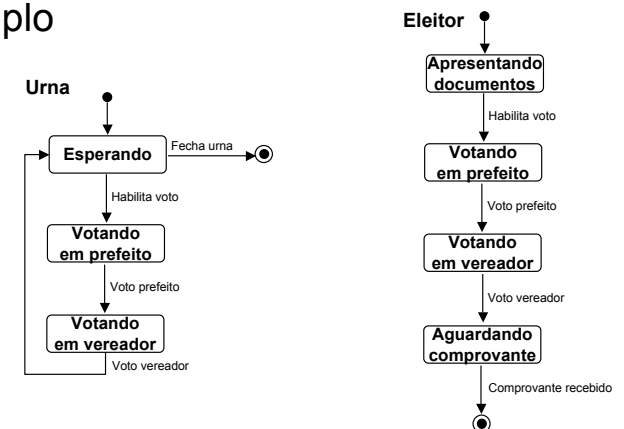 plo
Urna
Esperando
Fecha urna
Habilita voto
Votando
em prefeito
Voto prefeito
Votando
em vereador
Voto vereador
Eleitor
Apresentando
documentos
Habilita voto
Votando
em prefeito
Voto prefeito
Votando
em vereador
Voto vereador
Aguardando
comprovante
Comprovante recebido